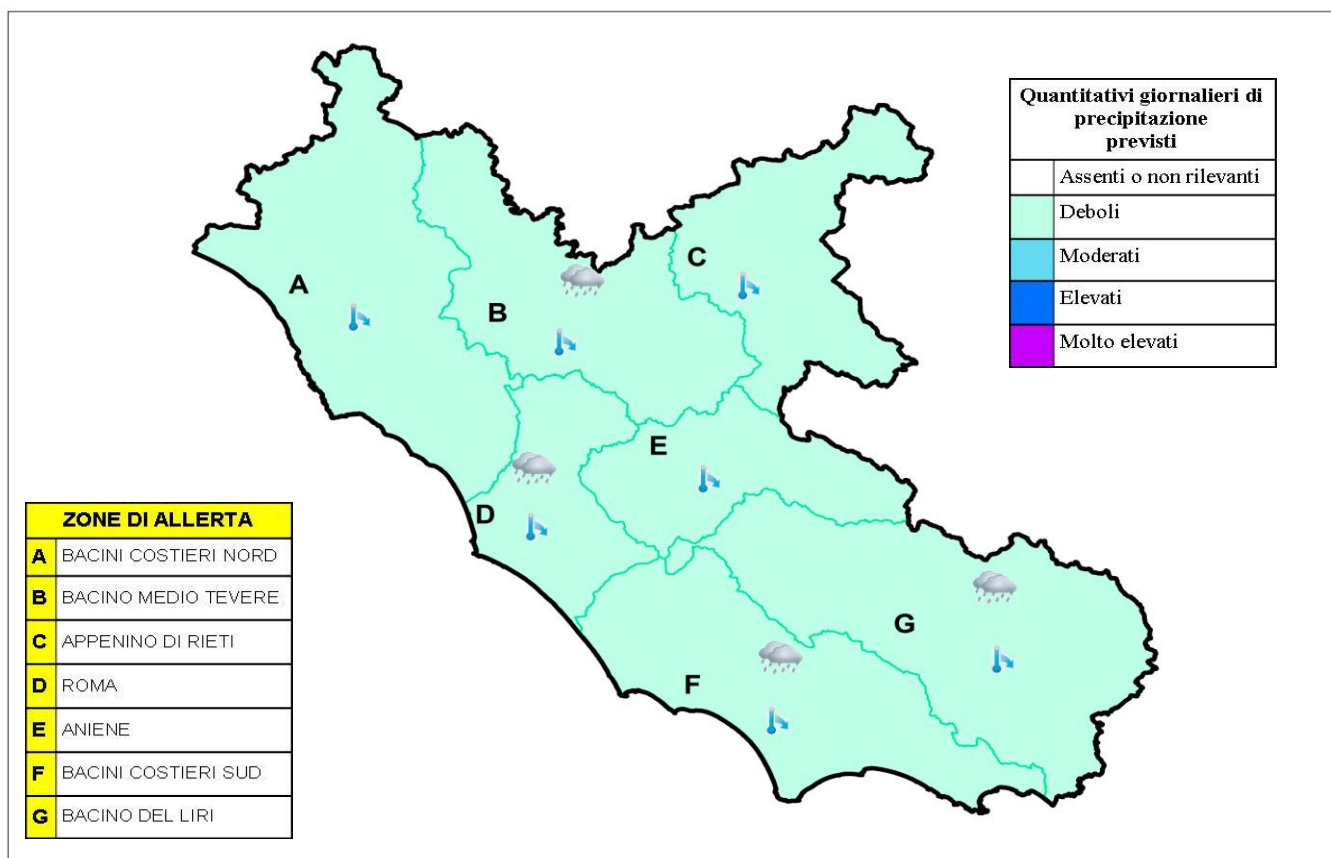 Quantitativi giornalieri di
precipitazione
previsti
Assenti o non rilevanti
Deboli
Moderati
Elevati
Molto elevati
A
B
C
D
E
F
G
ZONE DI ALLERTA
A BACINI COSTIERI NORD
B BACINO MEDIO TEVERE
C APPENINO DI RIETI
D ROMA
E ANIENE
F BACINI COSTIERI SUD
G BACINO DEL LIRI